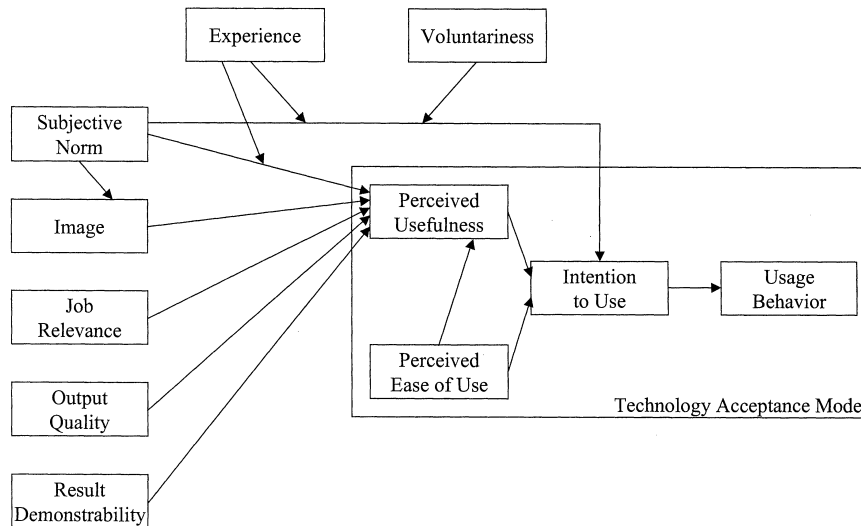 Experience
Voluntariness
Subjective
Norm
Image
Job
Relevance
Output
Quality
Result
Demonstrability
Perceived
Usefulness
Perceived
Ease of Use
Intention
to Use
Usage
Behavior
Technology Acceptance Mode